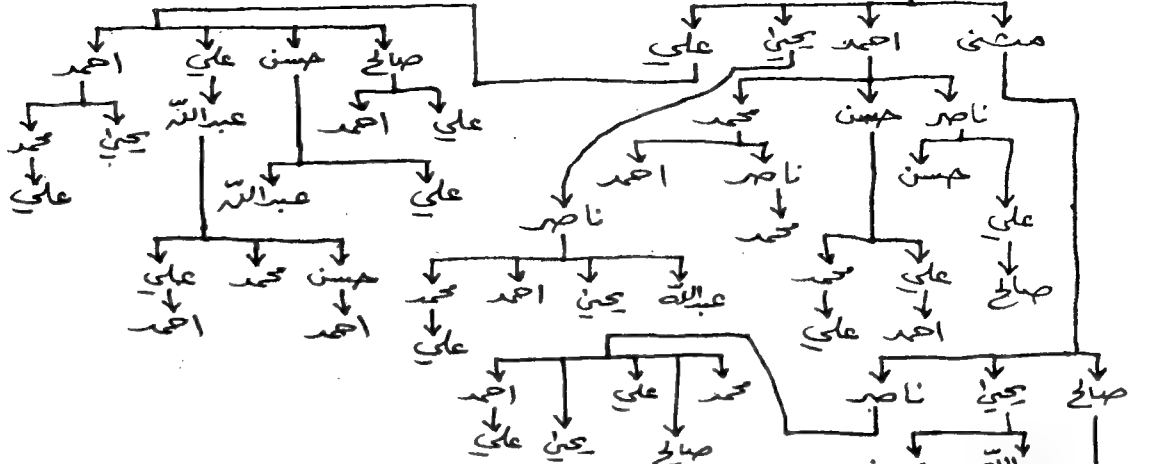 مثنى احمد يحيى علي
صالح حسن علي احمد
ناصر حسن محمد
علي احمد عبدالله يحيى محمد
حسن ناصر احمد
علي عبدالله علي
علي ناصر
محمد
علي محمد
حسن محمد علي
صالح
عبدالله يحيى احمد محمد
احمد علي
احمد احمد
علي
صالح يحيى ناصر
محمد علي احمد
صالح يحيى علي